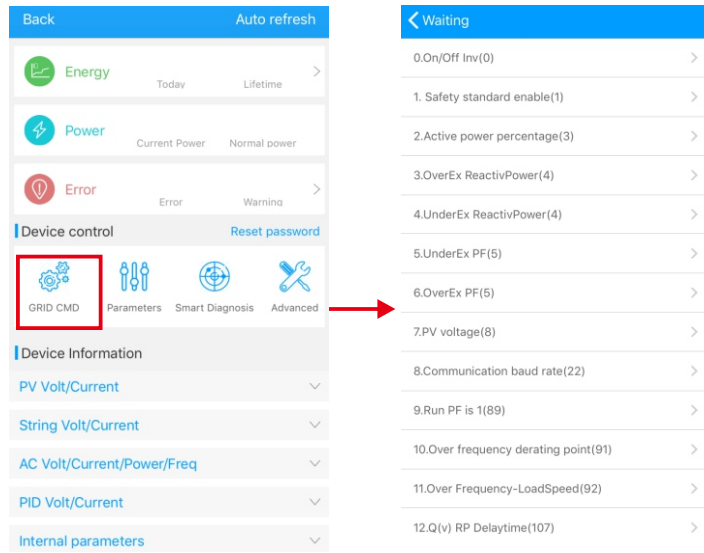 Back Auto refresh
Energy
Today Lifetime
Power
Current Power Normal power
Error
Error Warning
Device control Reset password
GRID CMD Parameters Smart Diagnosis Advanced
Device Information
PV Volt/Current
String Volt/Current
AC Volt/Current/Power/Freq
PID Volt/Current
Internal parameters
Waiting
0.On/Off Inv(0)
1. Safety standard enable(1)
2.Active power percentage(3)
3.OverEx ReactivPower(4)
4.UnderEx ReactivPower(4)
5.UnderEx PF(5)
6.OverEx PF(5)
7.PV voltage(8)
8.Communication baud rate(22)
9.Run PF is 1(89)
10.Over frequency derating point(91)
11.Over Frequency-LoadSpeed(92)
12.Q(v) RP Delaytime(107)